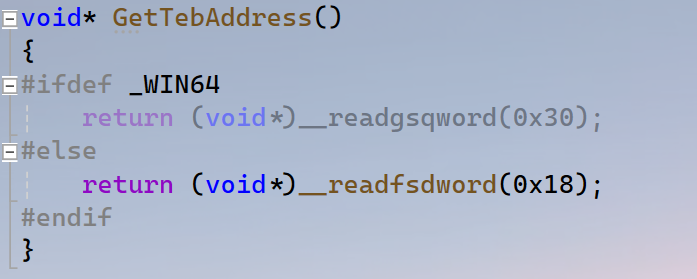 void* GetTebAddress()
{
#ifdef _WIN64
    return (void*)__readgsqword(0x30);
#else
    return (void*)__readfsdword(0x18);
#endif
}